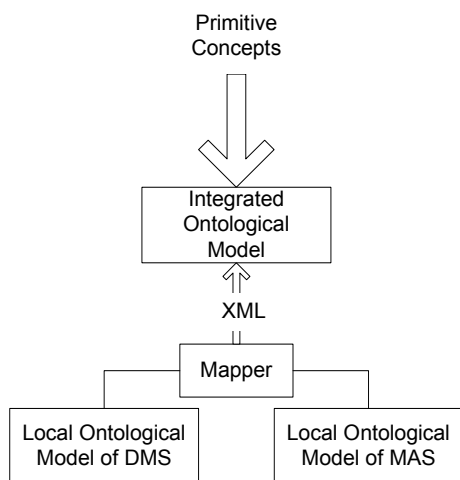 Primitive
Concepts
Integrated
Ontological
Model
XML
Mapper
Local Ontological
Model of DMS
Local Ontological
Model of MAS